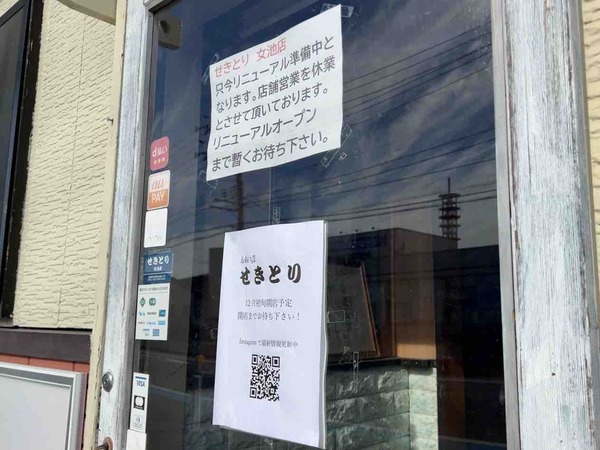 せきとり 女池店
只今リニューアル準備中と
なります。店舗営業を休業
とさせて頂いております。
リニューアルオープン
まで暫くお待ち下さい。
d払い
au
PAY
せきとり
せきとり
12月初旬開店予定
開店までお待ち下さい！
Instagramで最新情報更新中
VISA